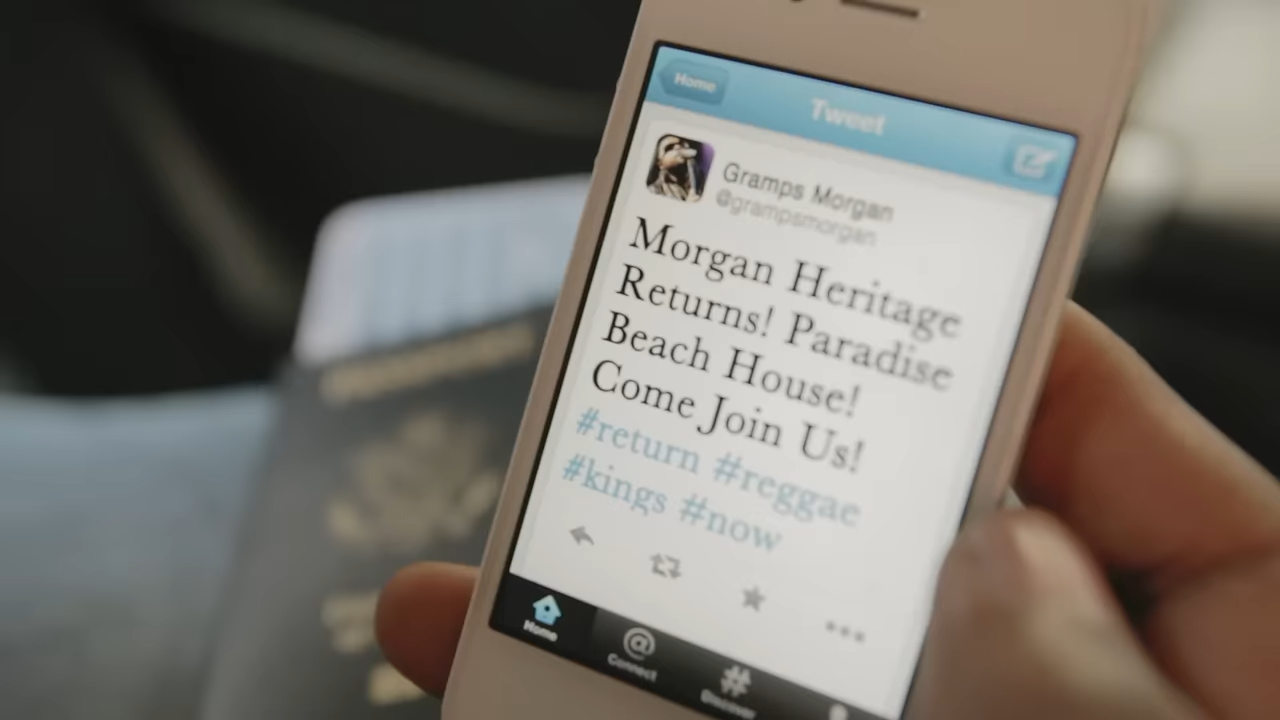 Home
Tweet
Gramps Morgan
@grampsmorgan
Morgan Heritage
Returns! Paradise
Beach House!
Come Join Us!
#return #reggae
#kings #now
Home
Connect
Discover